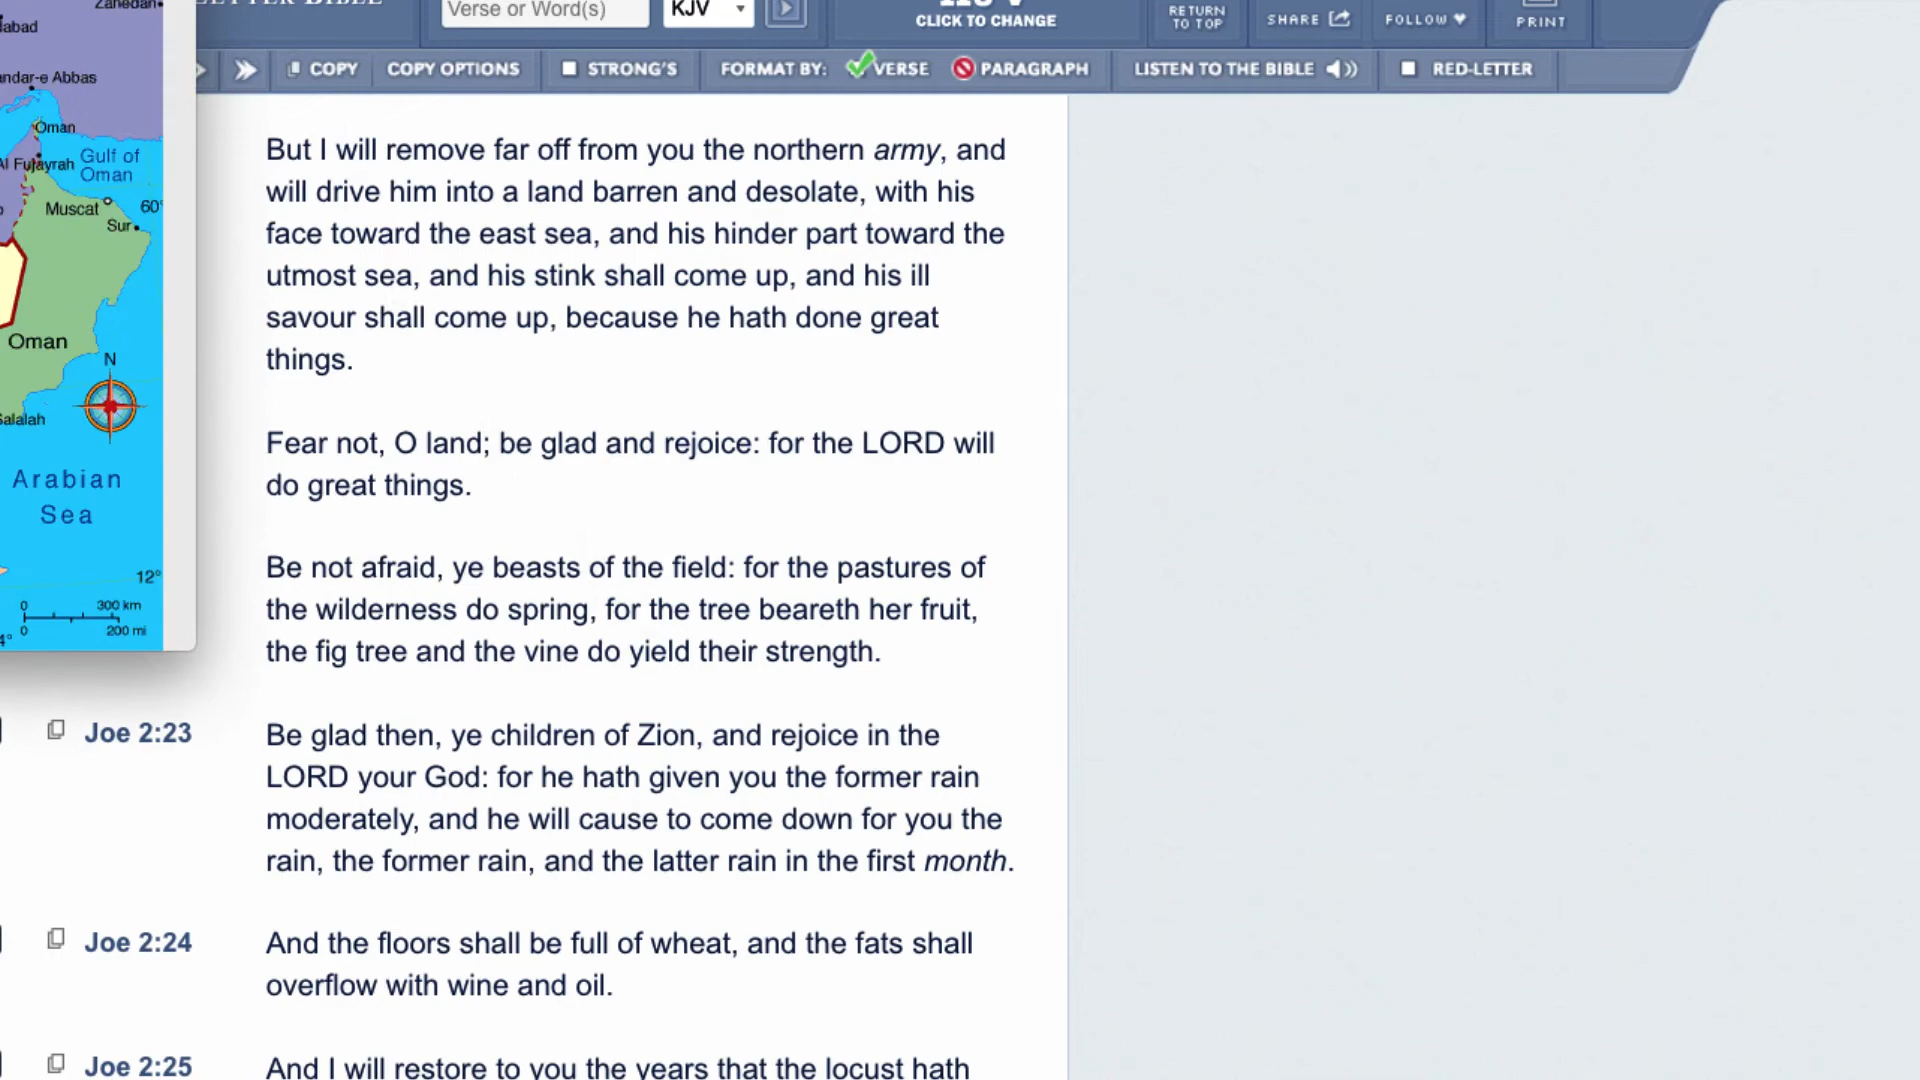 LETTER BIBLE
Verse or Word(s)
KJV
CLICK TO CHANGE
RETURN
TO TOP
SHARE
FOLLOW
PRINT
COPY
COPY OPTIONS
STRONG'S
FORMAT BY:
VERSE
PARAGRAPH
LISTEN TO THE BIBLE
RED-LETTER
Zahedan
abad
ndar-e Abbas
Oman
Al Fujayrah
Gulf of
Oman
Muscat
60°
Sur
Oman
N
Salalah
Arabian
Sea
12°
0
300 km
0
200 mi
4°
But I will remove far off from you the northern army, and
will drive him into a land barren and desolate, with his
face toward the east sea, and his hinder part toward the
utmost sea, and his stink shall come up, and his ill
savour shall come up, because he hath done great
things.
Fear not, O land; be glad and rejoice: for the LORD will
do great things.
Be not afraid, ye beasts of the field: for the pastures of
the wilderness do spring, for the tree beareth her fruit,
the fig tree and the vine do yield their strength.
Joe 2:23
Be glad then, ye children of Zion, and rejoice in the
LORD your God: for he hath given you the former rain
moderately, and he will cause to come down for you the
rain, the former rain, and the latter rain in the first month.
Joe 2:24
And the floors shall be full of wheat, and the fats shall
overflow with wine and oil.
Joe 2:25
And I will restore to you the years that the locust hath